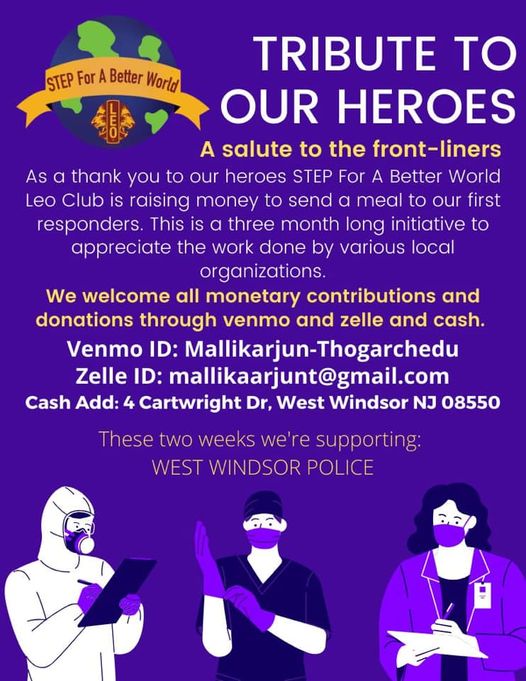 STEP For A Better World
LEO
TRIBUTE TO
OUR HEROES
A salute to the front-liners
As a thank you to our heroes STEP For A Better World
Leo Club is raising money to send a meal to our first
responders. This is a three month long initiative to
appreciate the work done by various local
organizations.
We welcome all monetary contributions and
donations through venmo and zelle and cash.
Venmo ID: Mallikarjun-Thogarchedu
Zelle ID: mallikaarjunt@gmail.com
Cash Add: 4 Cartwright Dr, West Windsor NJ 08550
These two weeks we're supporting:
WEST WINDSOR POLICE